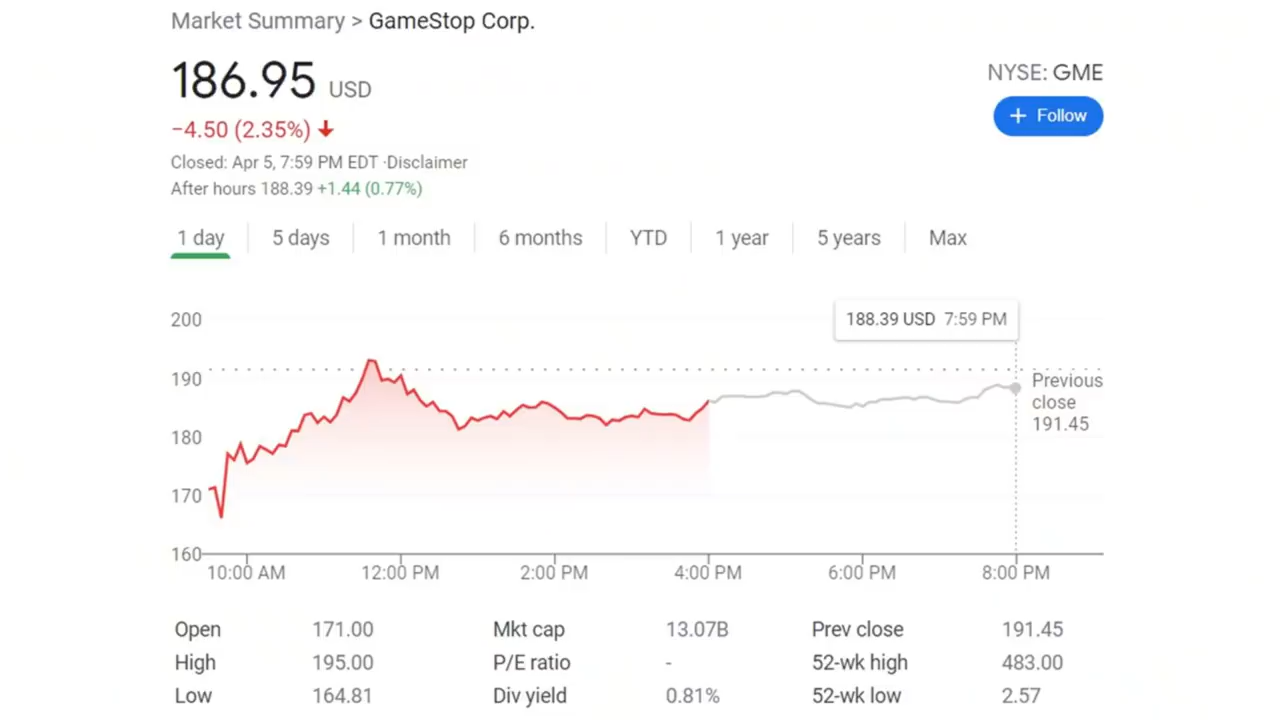 Market Summary > GameStop Corp.
186.95 USD
NYSE: GME
−4.50 (2.35%)
+ Follow
Closed: Apr 5, 7:59 PM EDT ·Disclaimer
After hours 188.39 +1.44 (0.77%)
1 day 5 days 1 month 6 months YTD 1 year 5 years Max
200
188.39 USD 7:59 PM
190
Previous
close
191.45
180
170
160
10:00 AM 12:00 PM 2:00 PM 4:00 PM 6:00 PM 8:00 PM
Open 171.00 Mkt cap 13.07B Prev close 191.45
High 195.00 P/E ratio - 52-wk high 483.00
Low 164.81 Div yield 0.81% 52-wk low 2.57